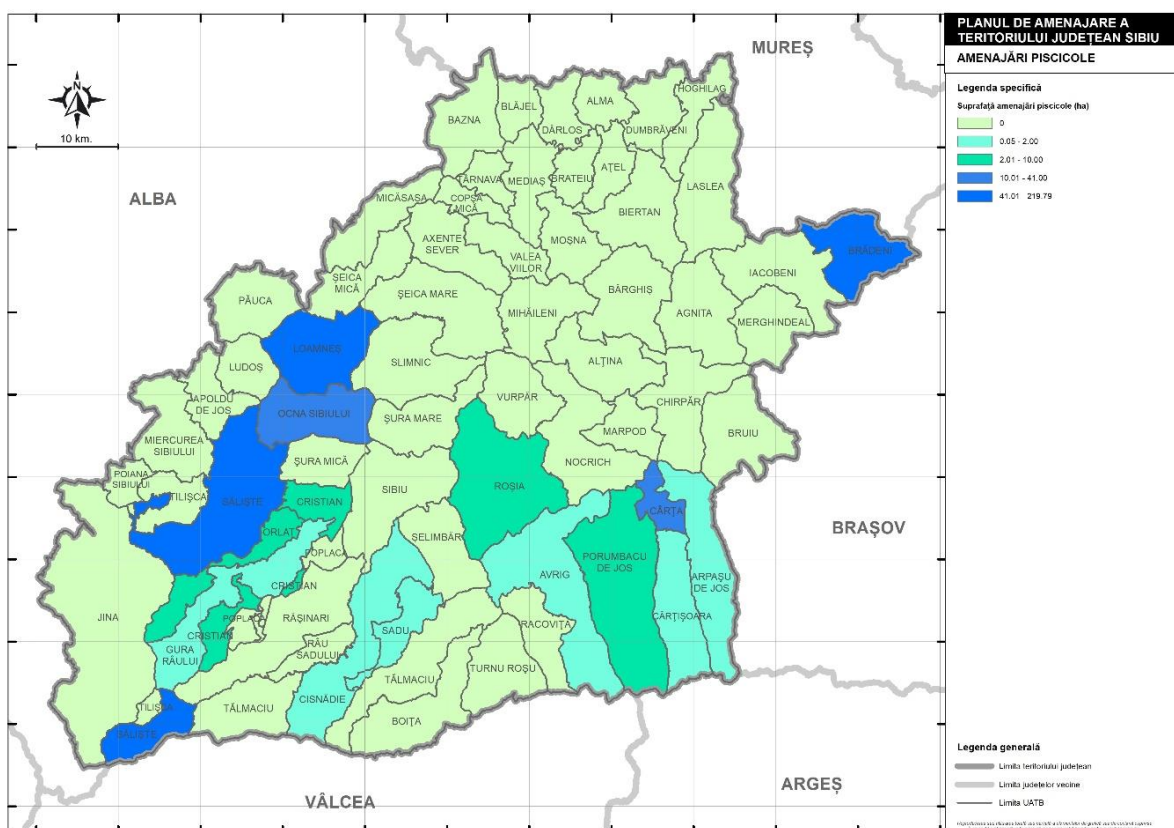 PLANUL DE AMENAJARE A
TERITORIULUI JUDEȚEAN SIBIU
AMENAJĂRI PISCICOLE
Legenda specifică
Suprafață amenajări piscicole (ha)
0
0.05 - 2.00
2.01 - 10.00
10.01 - 41.00
41.01 219.79
N
10 km.
MUREȘ
ALBA
BRAȘOV
ARGEȘ
VÂLCEA
HOGHILAG
BLĂJEL
ALMA
BAZNA
DÂRLOS
DUMBRĂVENI
TÂRNAVA
MEDIAȘ
BRATEIU
AȚEL
LASLEA
MICĂSASA
COPȘA
MICĂ
BIERTAN
AXENTE
SEVER
MOȘNA
VALEA
VIILOR
BRĂDENI
IACOBENI
ȘEICA
MICĂ
ȘEICA MARE
BÂRGHIȘ
PĂUCA
MIHĂILENI
AGNITA
MERGHINDEAL
LOAMNEȘ
SLIMNIC
ALȚINA
LUDOȘ
VURPĂR
CHIRPĂR
APOLDU
DE JOS
OCNA SIBIULUI
ȘURA MARE
MARPOD
BRUIU
MIERCUREA
SIBIULUI
ȘURA MICĂ
NOCRICH
POIANA
SIBIULUI
TILIȘCA
SĂLIȘTE
CRISTIAN
SIBIU
ROȘIA
CÂRȚA
ORLAT
ȘELIMBĂR
POPLACA
AVRIG
PORUMBACU
DE JOS
ARPAȘU
DE JOS
CRISTIAN
JINA
POPLACA
RĂȘINARI
RACOVIȚA
CÂRȚIȘOARA
CRISTIAN
SADU
GURA
RÂULUI
RÂU
SADULUI
TURNU ROȘU
TĂLMACIU
CISNĂDIE
TILIȘCA
TĂLMACIU
BOIȚA
SĂLIȘTE
Legenda generală
Limita teritoriului județean
Limita județelor vecine
Limita UATB